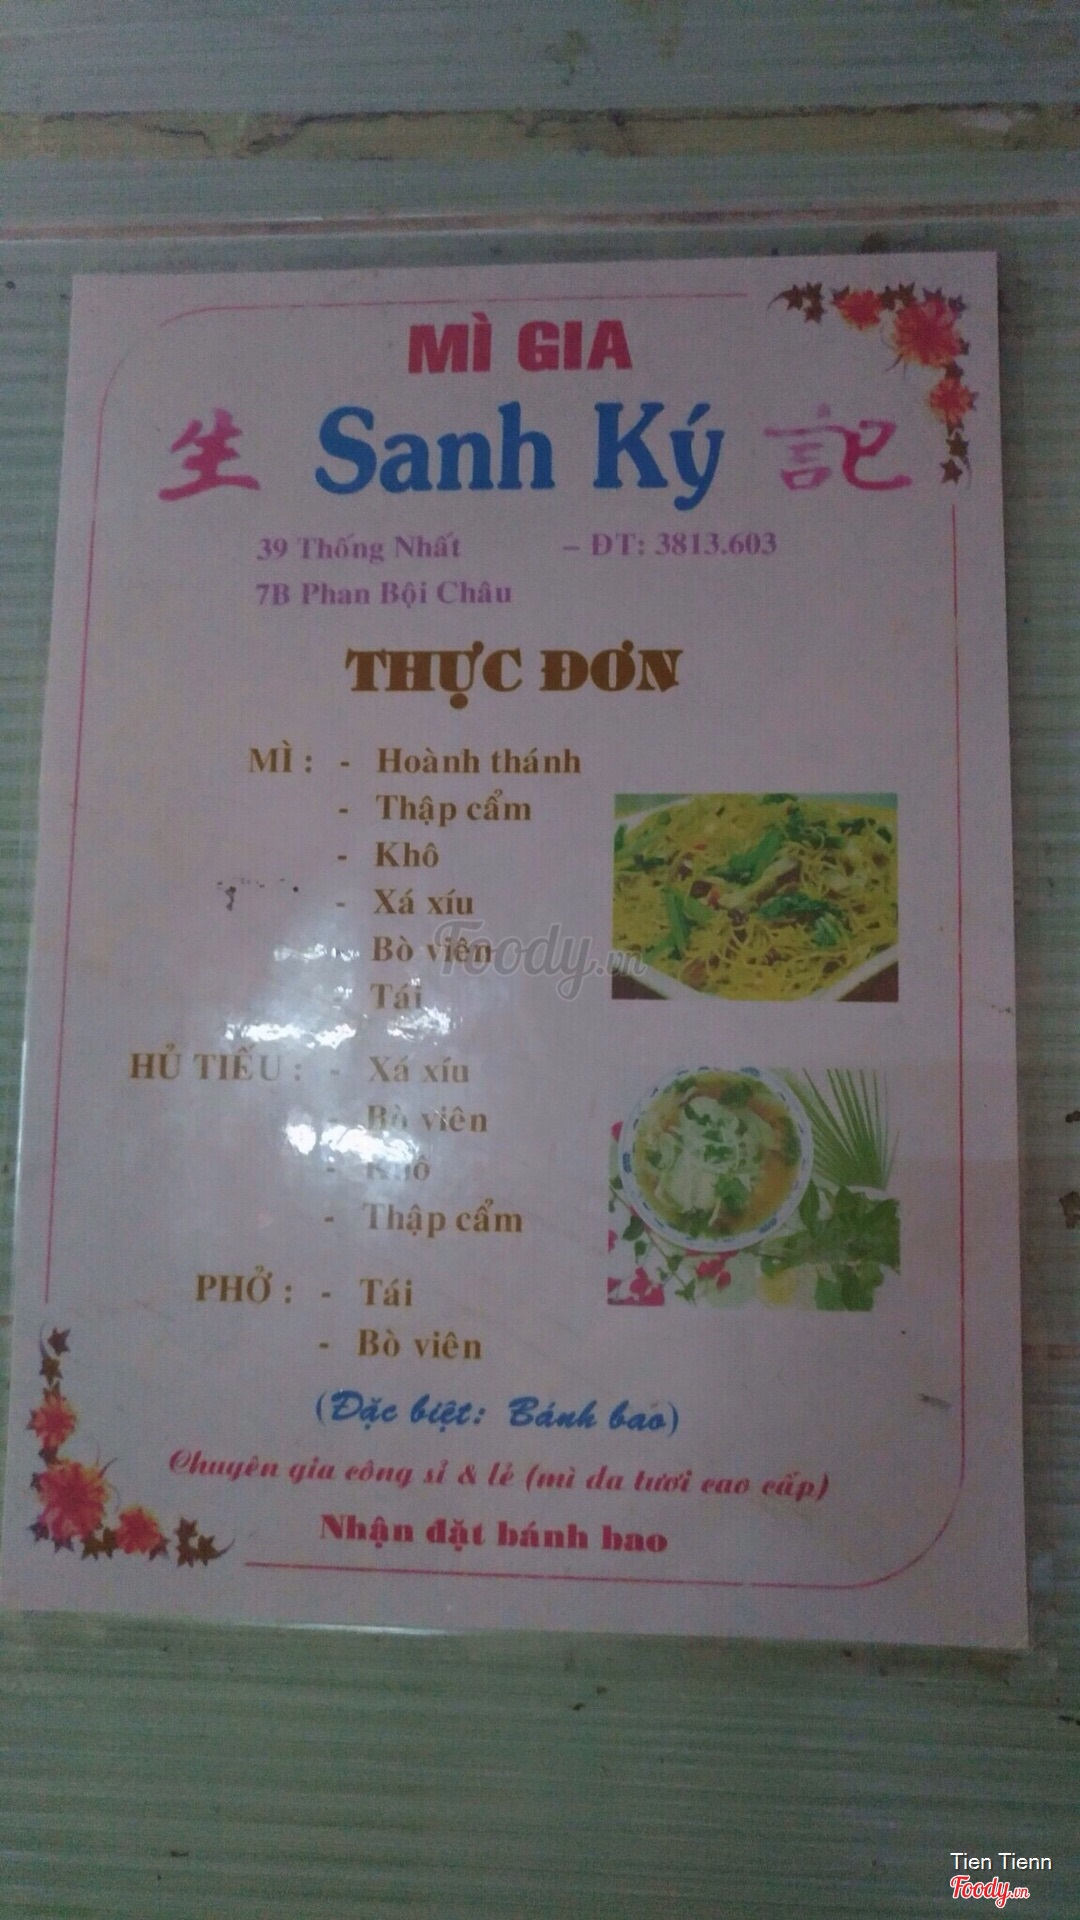 MÌ GIA
生 Sanh Ký 記
39 Thống Nhất – ĐT: 3813.603
7B Phan Bội Châu
THỰC ĐƠN
MÌ : - Hoành thánh
- Thập cẩm
- Khô
- Xá xíu
- Bò viên
- Tái
HỦ TIẾU : - Xá xíu
- Bò viên
- Khô
- Thập cẩm
PHỞ : - Tái
- Bò viên
(Đặc biệt: Bánh bao)
Chuyên gia công sỉ & lẻ (mì da tươi cao cấp)
Nhận đặt bánh bao
Foody.vn
Tien Tienn
Foody.vn